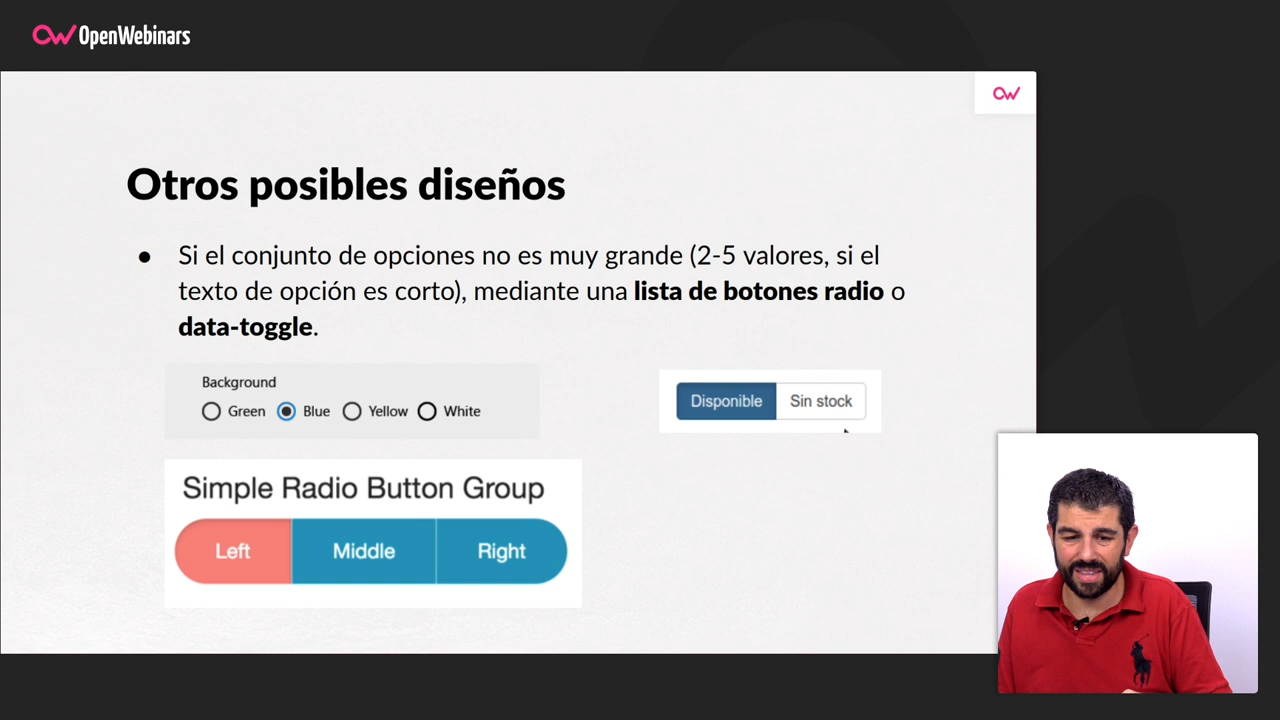 OpenWebinars
Otros posibles diseños
● Si el conjunto de opciones no es muy grande (2-5 valores, si el
texto de opción es corto), mediante una lista de botones radio o
data-toggle.
Background
Green Blue Yellow White
Disponible Sin stock
Simple Radio Button Group
Left Middle Right